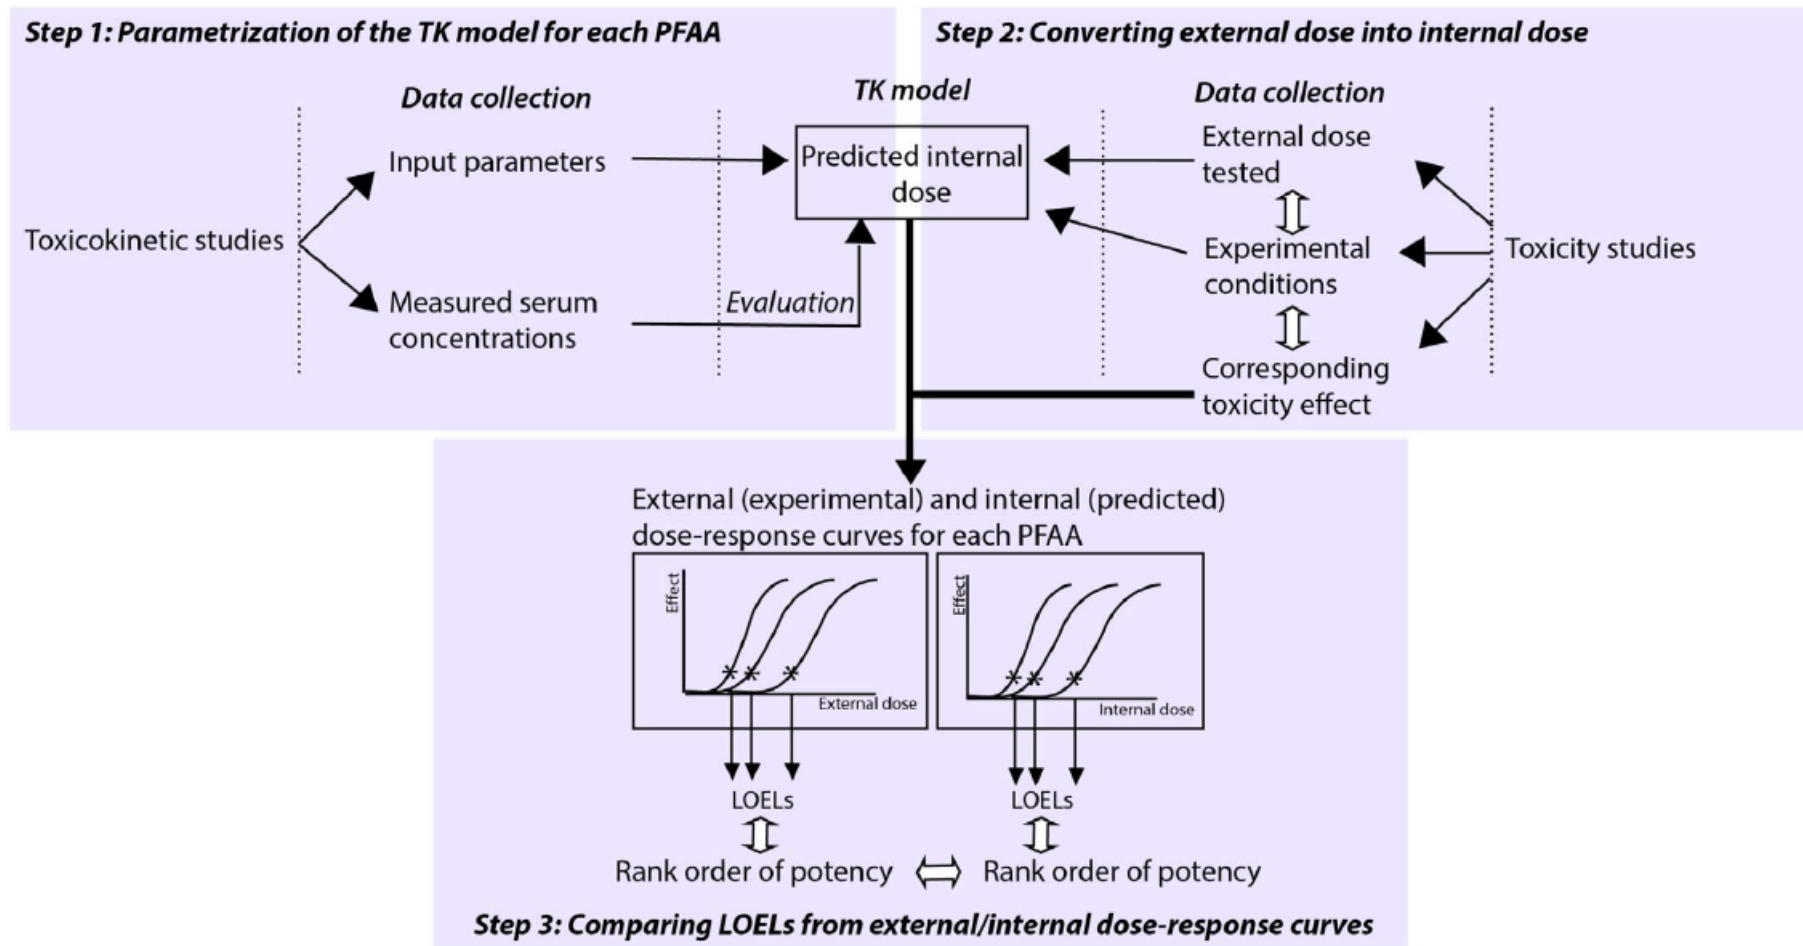 Step 1: Parametrization of the TK model for each PFAA
Data collection
Input parameters
Toxicokinetic studies
Measured serum
concentrations
Evaluation
TK model
Predicted internal
dose
Step 2: Converting external dose into internal dose
Data collection
External dose
tested
Experimental
conditions
Toxicity studies
Corresponding
toxicity effect
External (experimental) and internal (predicted)
dose-response curves for each PFAA
Effect
* * *
External dose
Effect
* * *
Internal dose
LOELs
LOELs
Rank order of potency
Rank order of potency
Step 3: Comparing LOELs from external/internal dose-response curves